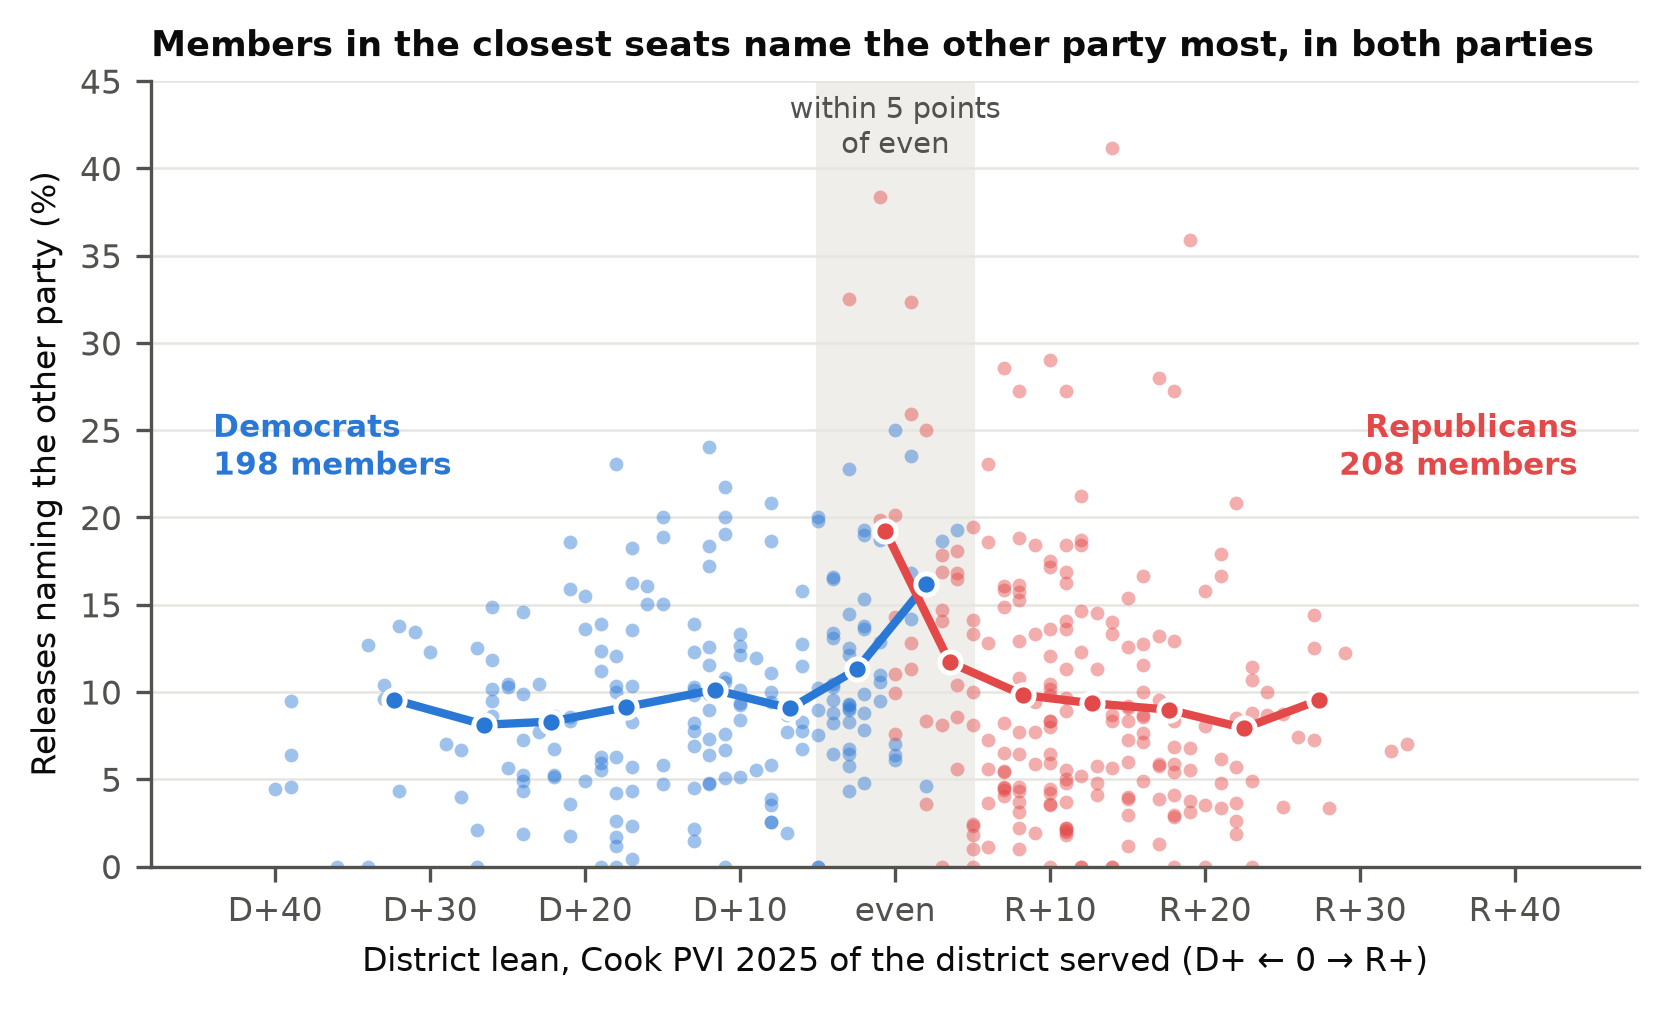 Members in the closest seats name the other party most, in both parties
Releases naming the other party (%)
45
40
35
30
25
20
15
10
5
0
within 5 points
of even
Democrats
198 members
Republicans
208 members
D+40 D+30 D+20 D+10 even R+10 R+20 R+30 R+40
District lean, Cook PVI 2025 of the district served (D+ ← 0 → R+)